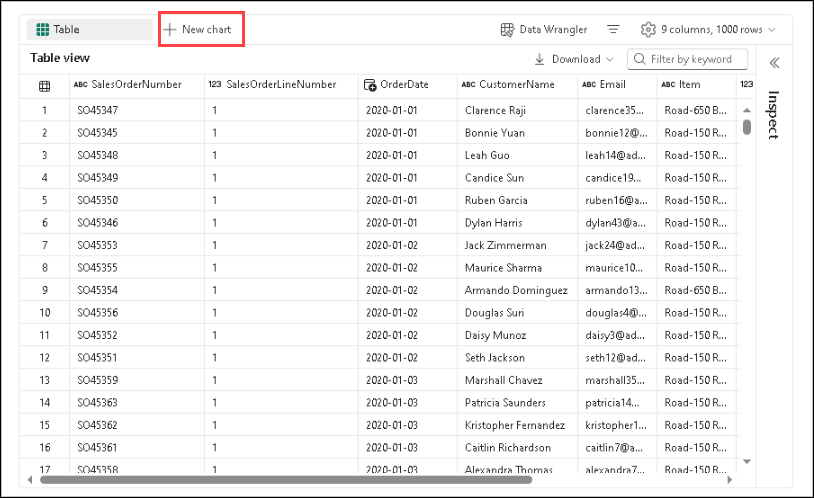 Table + New chart Data Wrangler 9 columns, 1000 rows
Table view Download Filter by keyword
ABC SalesOrderNumber 123 SalesOrderLineNumber OrderDate ABC CustomerName ABC Email ABC Item 123
1 SO45347 1 2020-01-01 Clarence Raji clarence35... Road-650 B...
2 SO45345 1 2020-01-01 Bonnie Yuan bonnie12@... Road-150 R...
3 SO45348 1 2020-01-01 Leah Guo leah14@ad... Road-150 R...
4 SO45349 1 2020-01-01 Candice Sun candice19... Road-150 R...
5 SO45350 1 2020-01-01 Ruben Garcia ruben16@a... Road-150 R...
6 SO45346 1 2020-01-01 Dylan Harris dylan43@a... Road-150 R...
7 SO45353 1 2020-01-02 Jack Zimmerman jack24@ad... Road-150 R...
8 SO45355 1 2020-01-02 Maurice Sharma maurice10... Road-150 R...
9 SO45354 1 2020-01-02 Armando Dominguez armando13... Road-650 B...
10 SO45356 1 2020-01-02 Douglas Suri douglas4@... Road-150 R...
11 SO45352 1 2020-01-02 Daisy Munoz daisy3@ad... Road-150 R...
12 SO45351 1 2020-01-02 Seth Jackson seth12@ad... Road-150 R...
13 SO45359 1 2020-01-03 Marshall Chavez marshall35... Road-150 R...
14 SO45363 1 2020-01-03 Patricia Saunders patricia14... Road-150 R...
15 SO45362 1 2020-01-03 Kristopher Fernandez kristopher1... Road-150 R...
16 SO45361 1 2020-01-03 Caitlin Richardson caitlin7@a... Road-150 R...
17 SO45358 1 2020-01-03 Alexandra Thomas alexandra7... Road-150 R...
Inspect